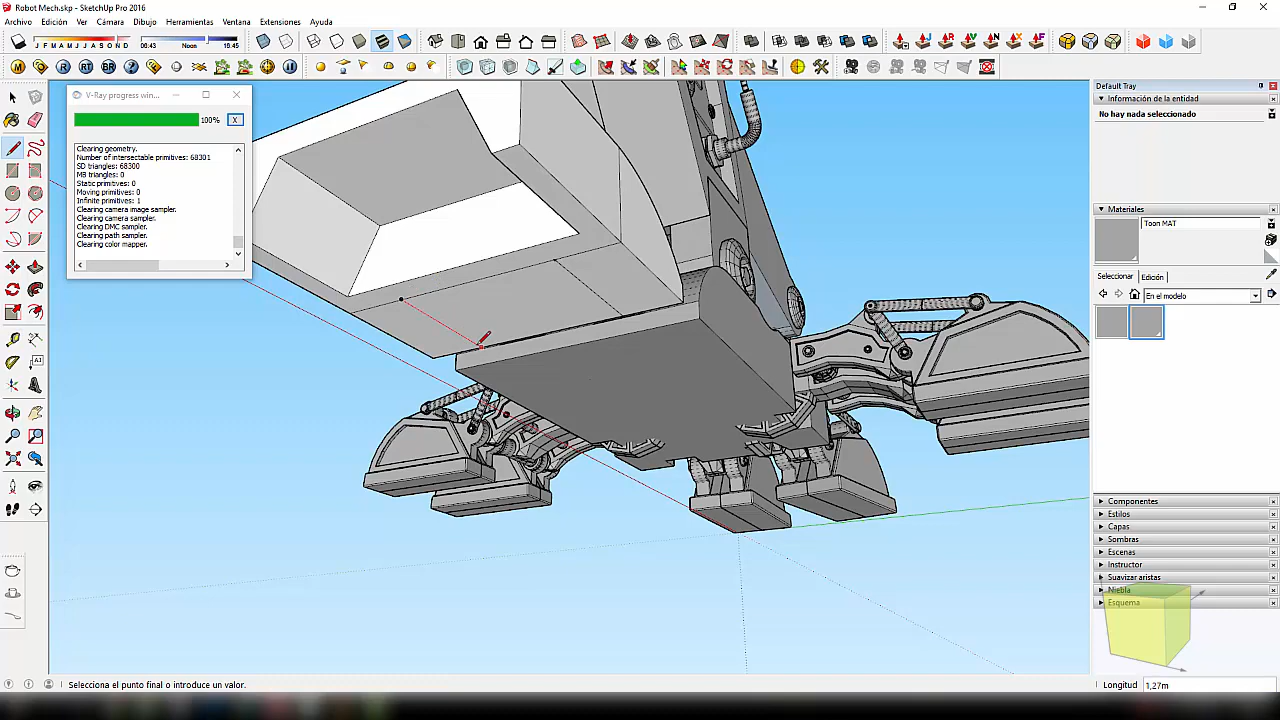 Robot Mech.skp - SketchUp Pro 2016
Archivo Edición Ver Cámara Dibujo Herramientas Ventana Extensiones Ayuda
J F M A M J J A S O N D 06:43 Noon 16:45
V-Ray progress win...
100% X
Clearing geometry.
Number of intersectable primitives: 68301
SD triangles: 68300
MB triangles: 0
Static primitives: 0
Moving primitives: 0
Infinite primitives: 1
Clearing camera image sampler.
Clearing camera sampler.
Clearing DMC sampler.
Clearing path sampler.
Clearing color mapper.
Default Tray
Información de la entidad
No hay nada seleccionado
Materiales
Toon MAT
Seleccionar Edición
En el modelo
Componentes
Estilos
Capas
Sombras
Escenas
Instructor
Suavizar aristas
Niebla
Esquema
Selecciona el punto final o introduce un valor.
Longitud 1,27m